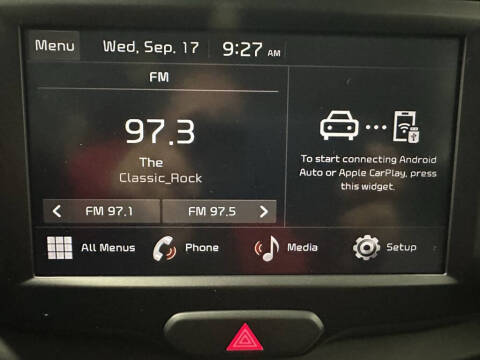 Menu Wed, Sep. 17 9:27 AM
FM
97.3
The
Classic_Rock
< FM 97.1 FM 97.5 >
To start connecting Android
Auto or Apple CarPlay, press
this widget.
All Menus Phone Media Setup